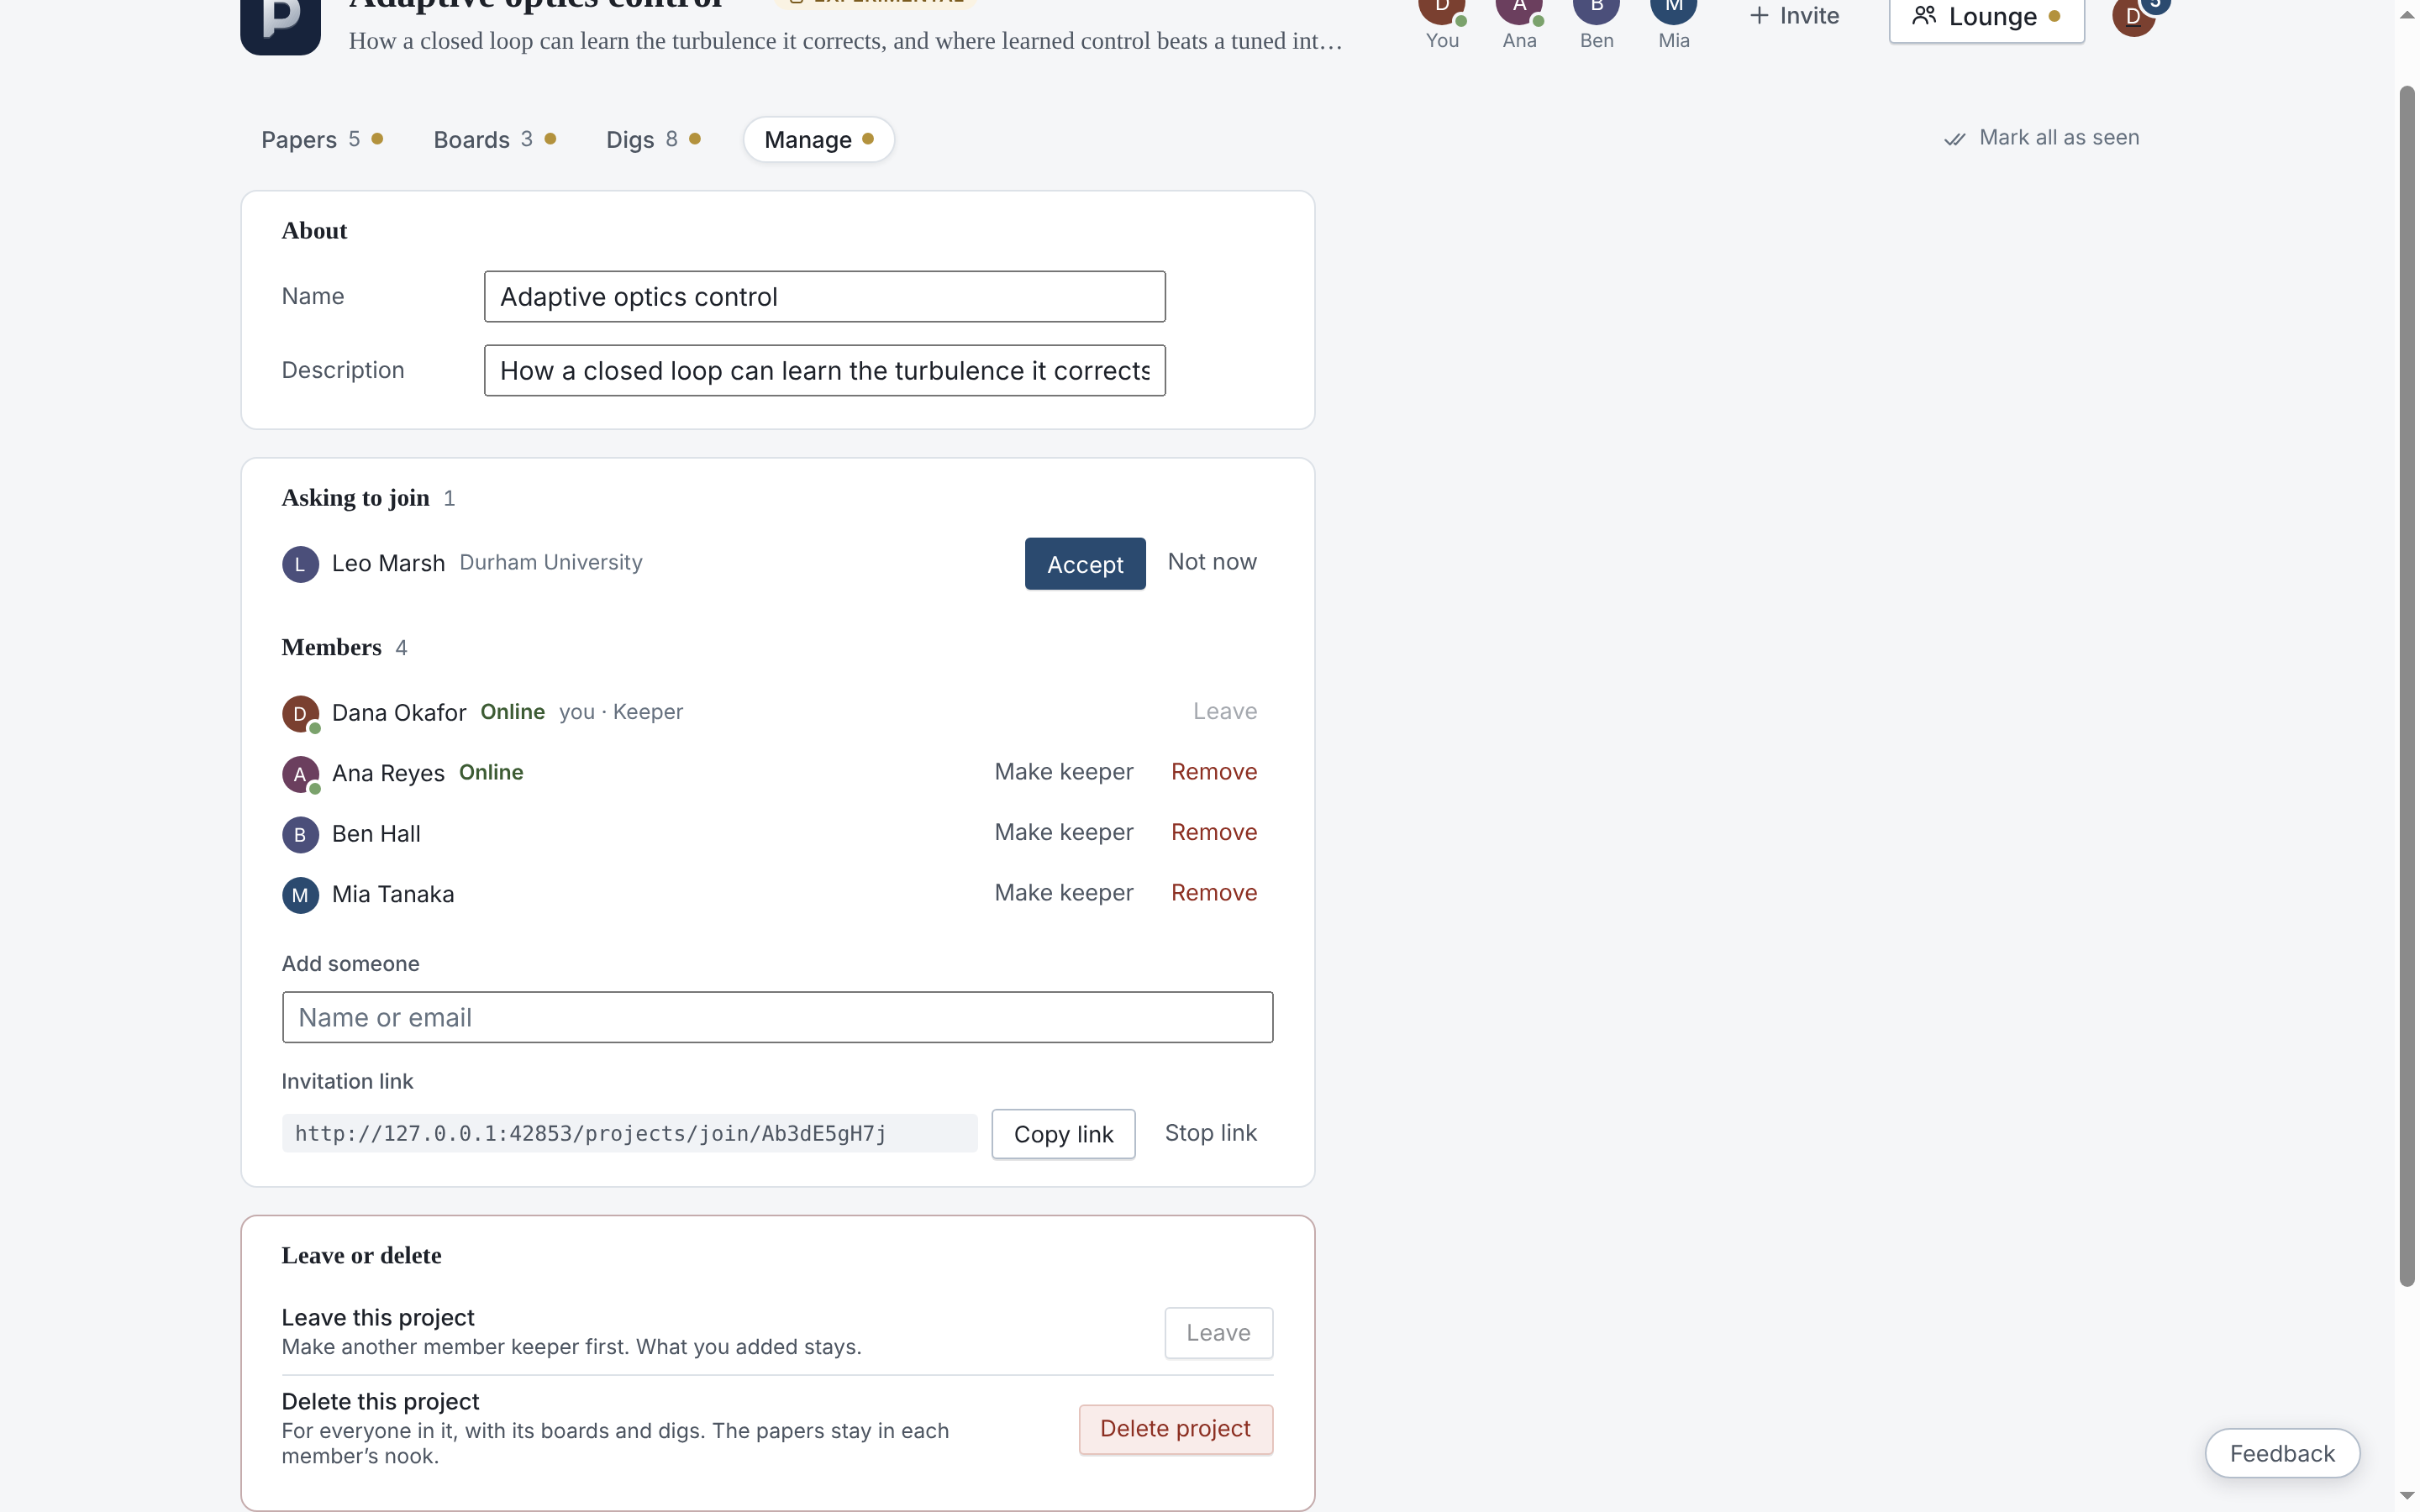 Adaptive optics control EXPERIMENTAL
How a closed loop can learn the turbulence it corrects, and where learned control beats a tuned int…
D A B M
You Ana Ben Mia
Invite
Lounge
D
Papers 5 Boards 3 Digs 8 Manage
Mark all as seen
About
Name Adaptive optics control
Description How a closed loop can learn the turbulence it corrects
Asking to join 1
L Leo Marsh Durham University Accept Not now
Members 4
D Dana Okafor Online you · Keeper Leave
A Ana Reyes Online Make keeper Remove
B Ben Hall Make keeper Remove
M Mia Tanaka Make keeper Remove
Add someone
Name or email
Invitation link
http://127.0.0.1:42853/projects/join/Ab3dE5gH7j Copy link Stop link
Leave or delete
Leave this project
Make another member keeper first. What you added stays. Leave
Delete this project
For everyone in it, with its boards and digs. The papers stay in each
member’s nook.
Delete project
Feedback